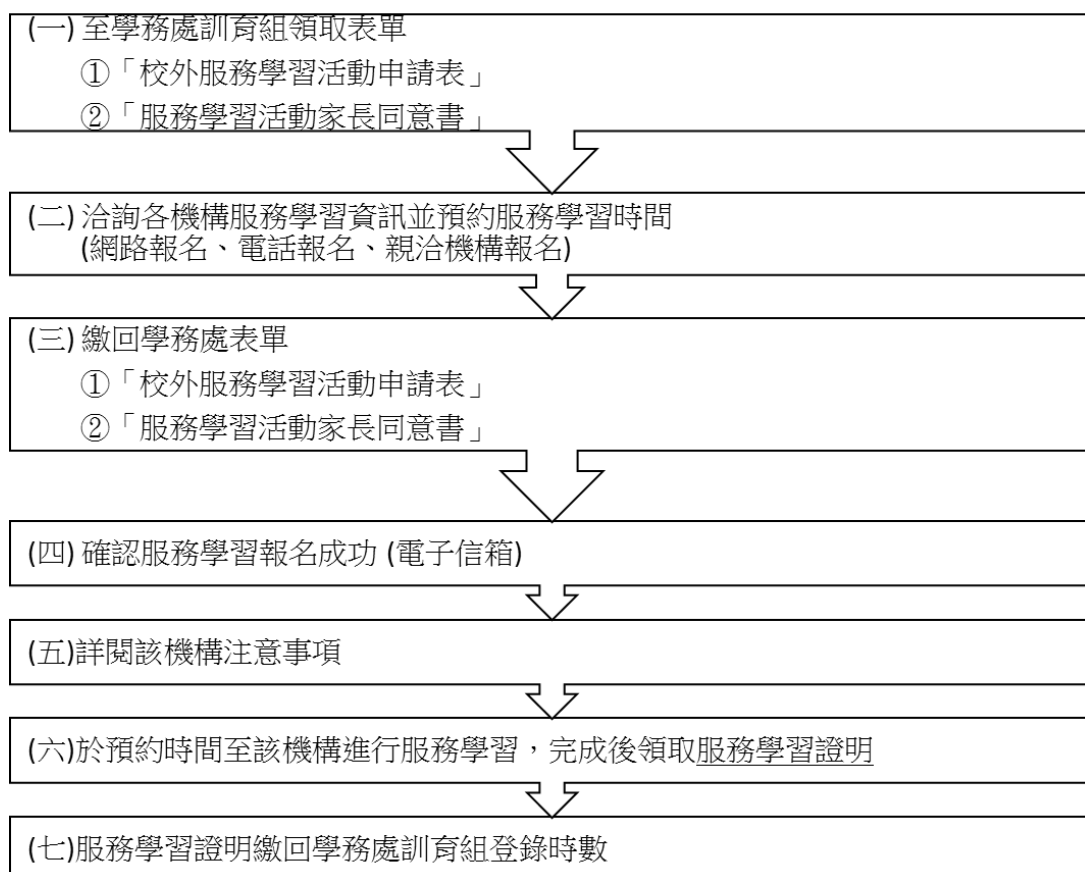 (一) 至學務處訓育組領取表單
①「校外服務學習活動申請表」
②「服務學習活動家長同意書」
(二) 洽詢各機構服務學習資訊並預約服務學習時間
(網路報名、電話報名、親洽機構報名)
(三) 繳回學務處表單
①「校外服務學習活動申請表」
②「服務學習活動家長同意書」
(四) 確認服務學習報名成功 (電子信箱)
(五)詳閱該機構注意事項
(六)於預約時間至該機構進行服務學習，完成後領取服務學習證明
(七)服務學習證明繳回學務處訓育組登錄時數